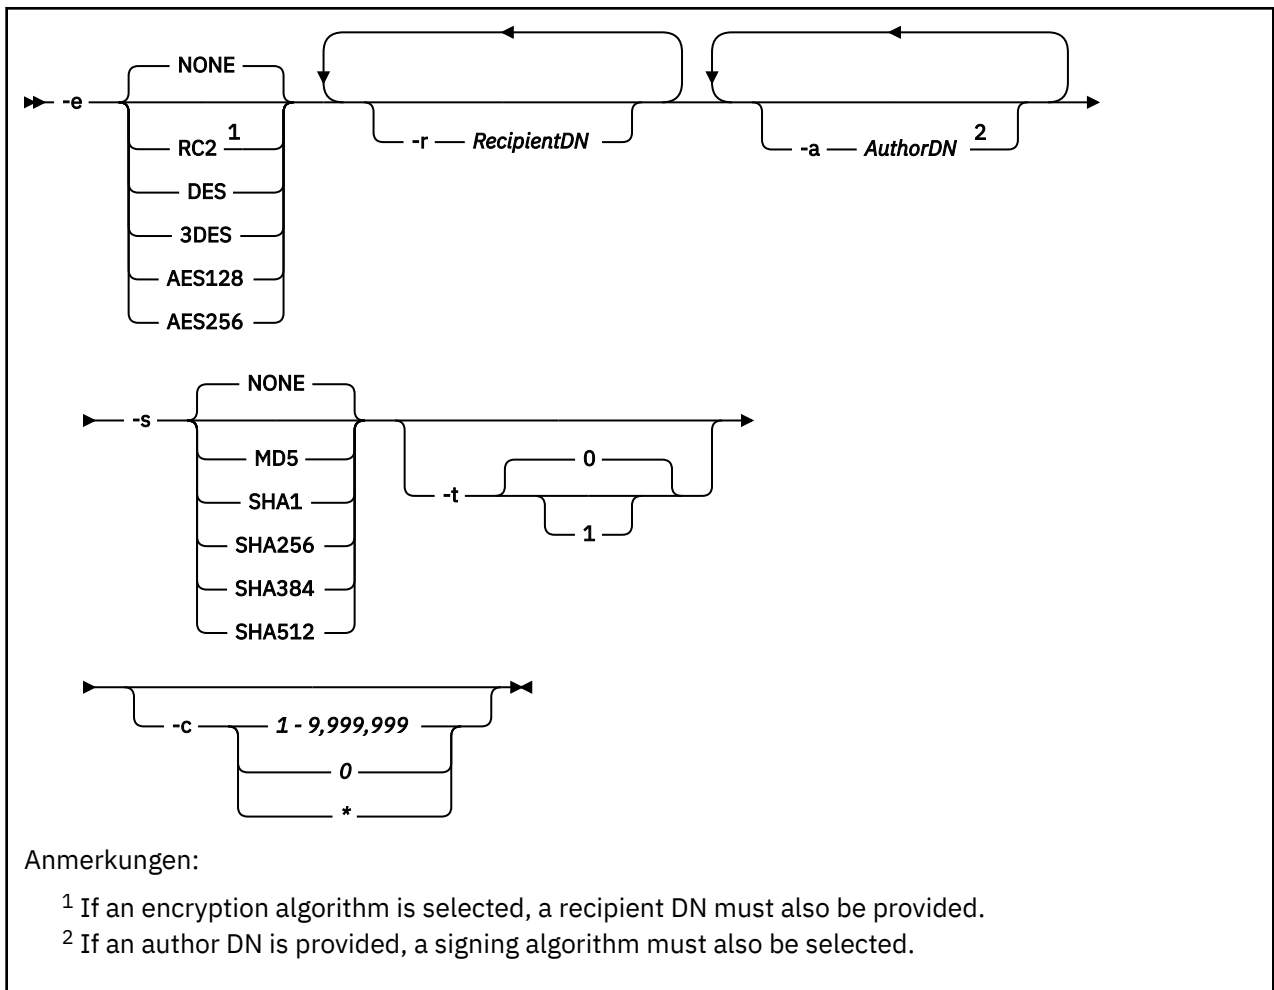 NONE
-e
RC2 1
-r RecipientDN
-a AuthorDN 2
DES
3DES
AES128
AES256
NONE
-s
MD5
0
SHA1
-t
1
SHA256
SHA384
SHA512
-c
1 - 9,999,999
0
*
Anmerkungen:
1 If an encryption algorithm is selected, a recipient DN must also be provided.
2 If an author DN is provided, a signing algorithm must also be selected.